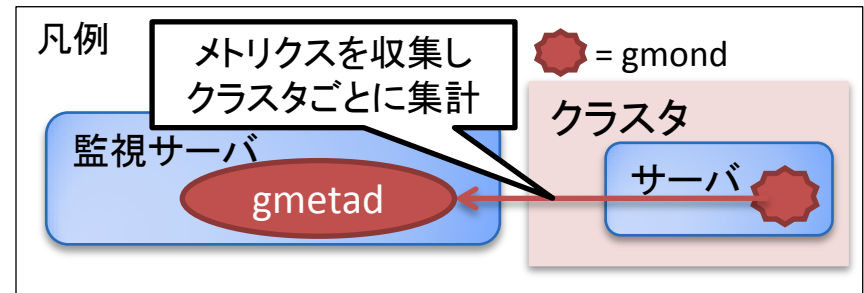 凡例
メトリクスを収集し
クラスタごとに集計
= gmond
クラスタ
監視サーバ
サーバ
gmetad